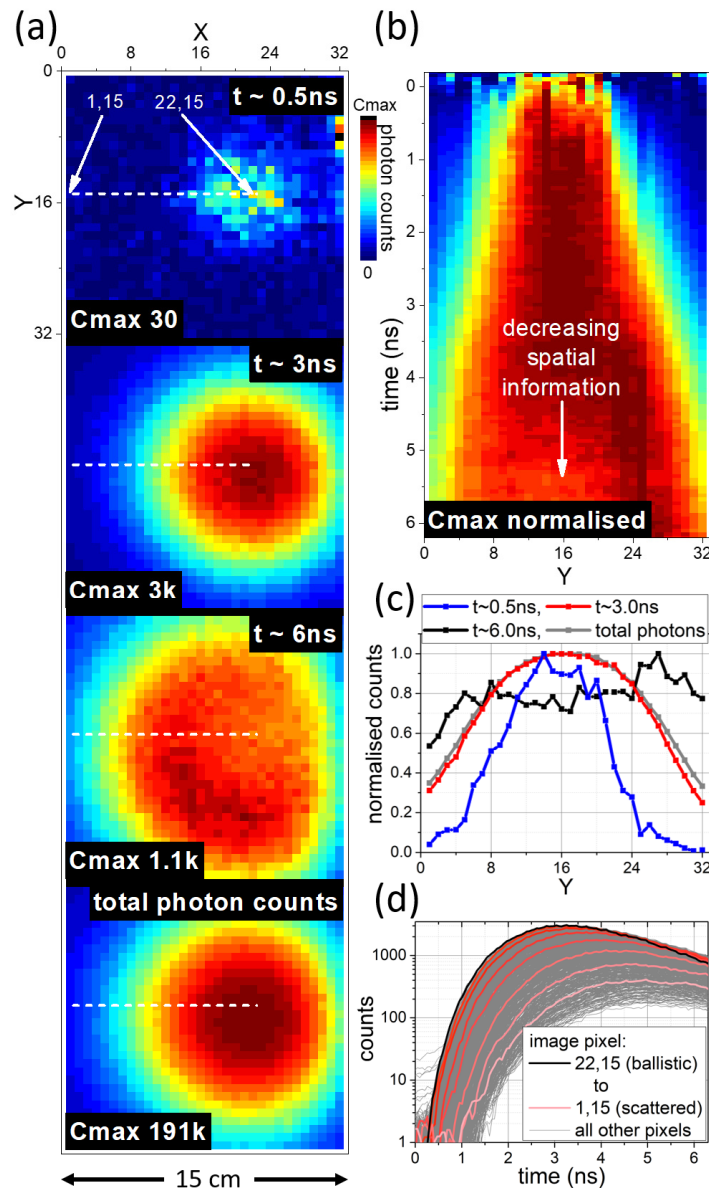 (a)
X
0 8 16 24 32
0
t ~ 0.5ns
1,15 22,15
Y
16
Cmax 30
32
Cmax
photon counts
0
t ~ 3ns
Cmax 3k
t ~ 6ns
Cmax 1.1k
total photon counts
Cmax 191k
15 cm
(b)
0
1
2
3
4
5
6
time (ns)
decreasing
spatial
information
Cmax normalised
0 8 16 24 32
Y
(c)
t~0.5ns, t~3.0ns
t~6.0ns, total photons
1.0
0.8
0.6
0.4
0.2
0.0
normalised counts
0 8 16 24 32
Y
(d)
1000
100
10
1
counts
image pixel:
22,15 (ballistic)
to
1,15 (scattered)
all other pixels
0 1 2 3 4 5 6
time (ns)